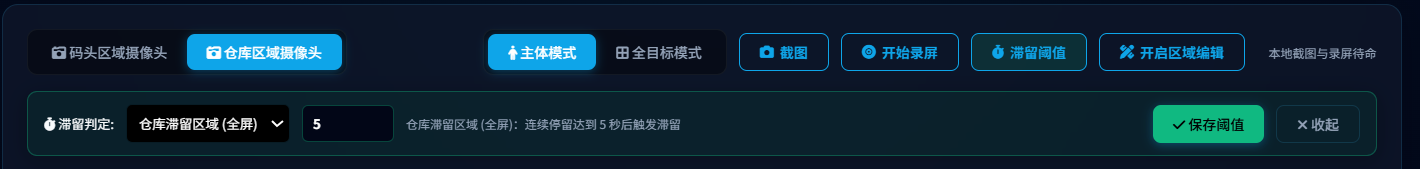 码头区域摄像头 仓库区域摄像头 主体模式 全目标模式 截图 开始录屏 滞留阈值 开启区域编辑 本地截图与录屏待命
滞留判定: 仓库滞留区域 (全屏) 5 仓库滞留区域 (全屏)：连续停留达到 5 秒后触发滞留 保存阈值 收起